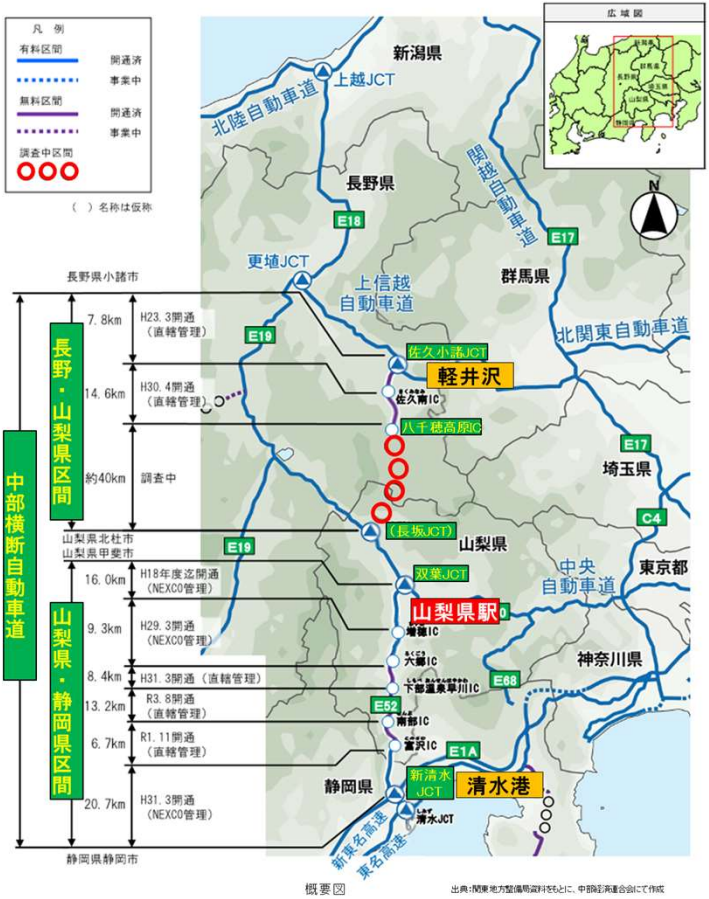 凡 例
有料区間
開通済
事業中
無料区間
開通済
事業中
調査中区間
（ ）名称は仮称
広域図
新潟県
群馬県
長野県
埼玉県
山梨県
静岡県
N
新潟県
上越JCT
北陸自動車道
関越自動車道
長野県
E18
E17
更埴JCT
上信越
自動車道
群馬県
北関東自動車道
E19
佐久小諸JCT
軽井沢
佐久南IC
八千穂高原IC
E17
埼玉県
C4
(長坂JCT)
山梨県
E19
中央
自動車道
東京都
双葉JCT
山梨県駅
増穂IC
六郷IC
神奈川県
下部温泉早川IC
E68
E52
南部IC
富沢IC
E1A
静岡県
新清水
JCT
清水港
清水JCT
新東名高速
東名高速
中部横断自動車道
長野・山梨県区間
山梨県・静岡県区間
長野県小諸市
7.8km
H23.3開通
（直轄管理）
14.6km
H30.4開通
（直轄管理）
約40km
調査中
山梨県北杜市
山梨県甲斐市
16.0km
H18年度迄開通
（NEXCO管理）
9.3km
H29.3開通
（NEXCO管理）
8.4km
H31.3開通（直轄管理）
13.2km
R3.8開通
（直轄管理）
6.7km
R1.11開通
（直轄管理）
20.7km
H31.3開通
（NEXCO管理）
静岡県静岡市
概要図
出典：関東地方整備局資料をもとに、中部経済連合会にて作成